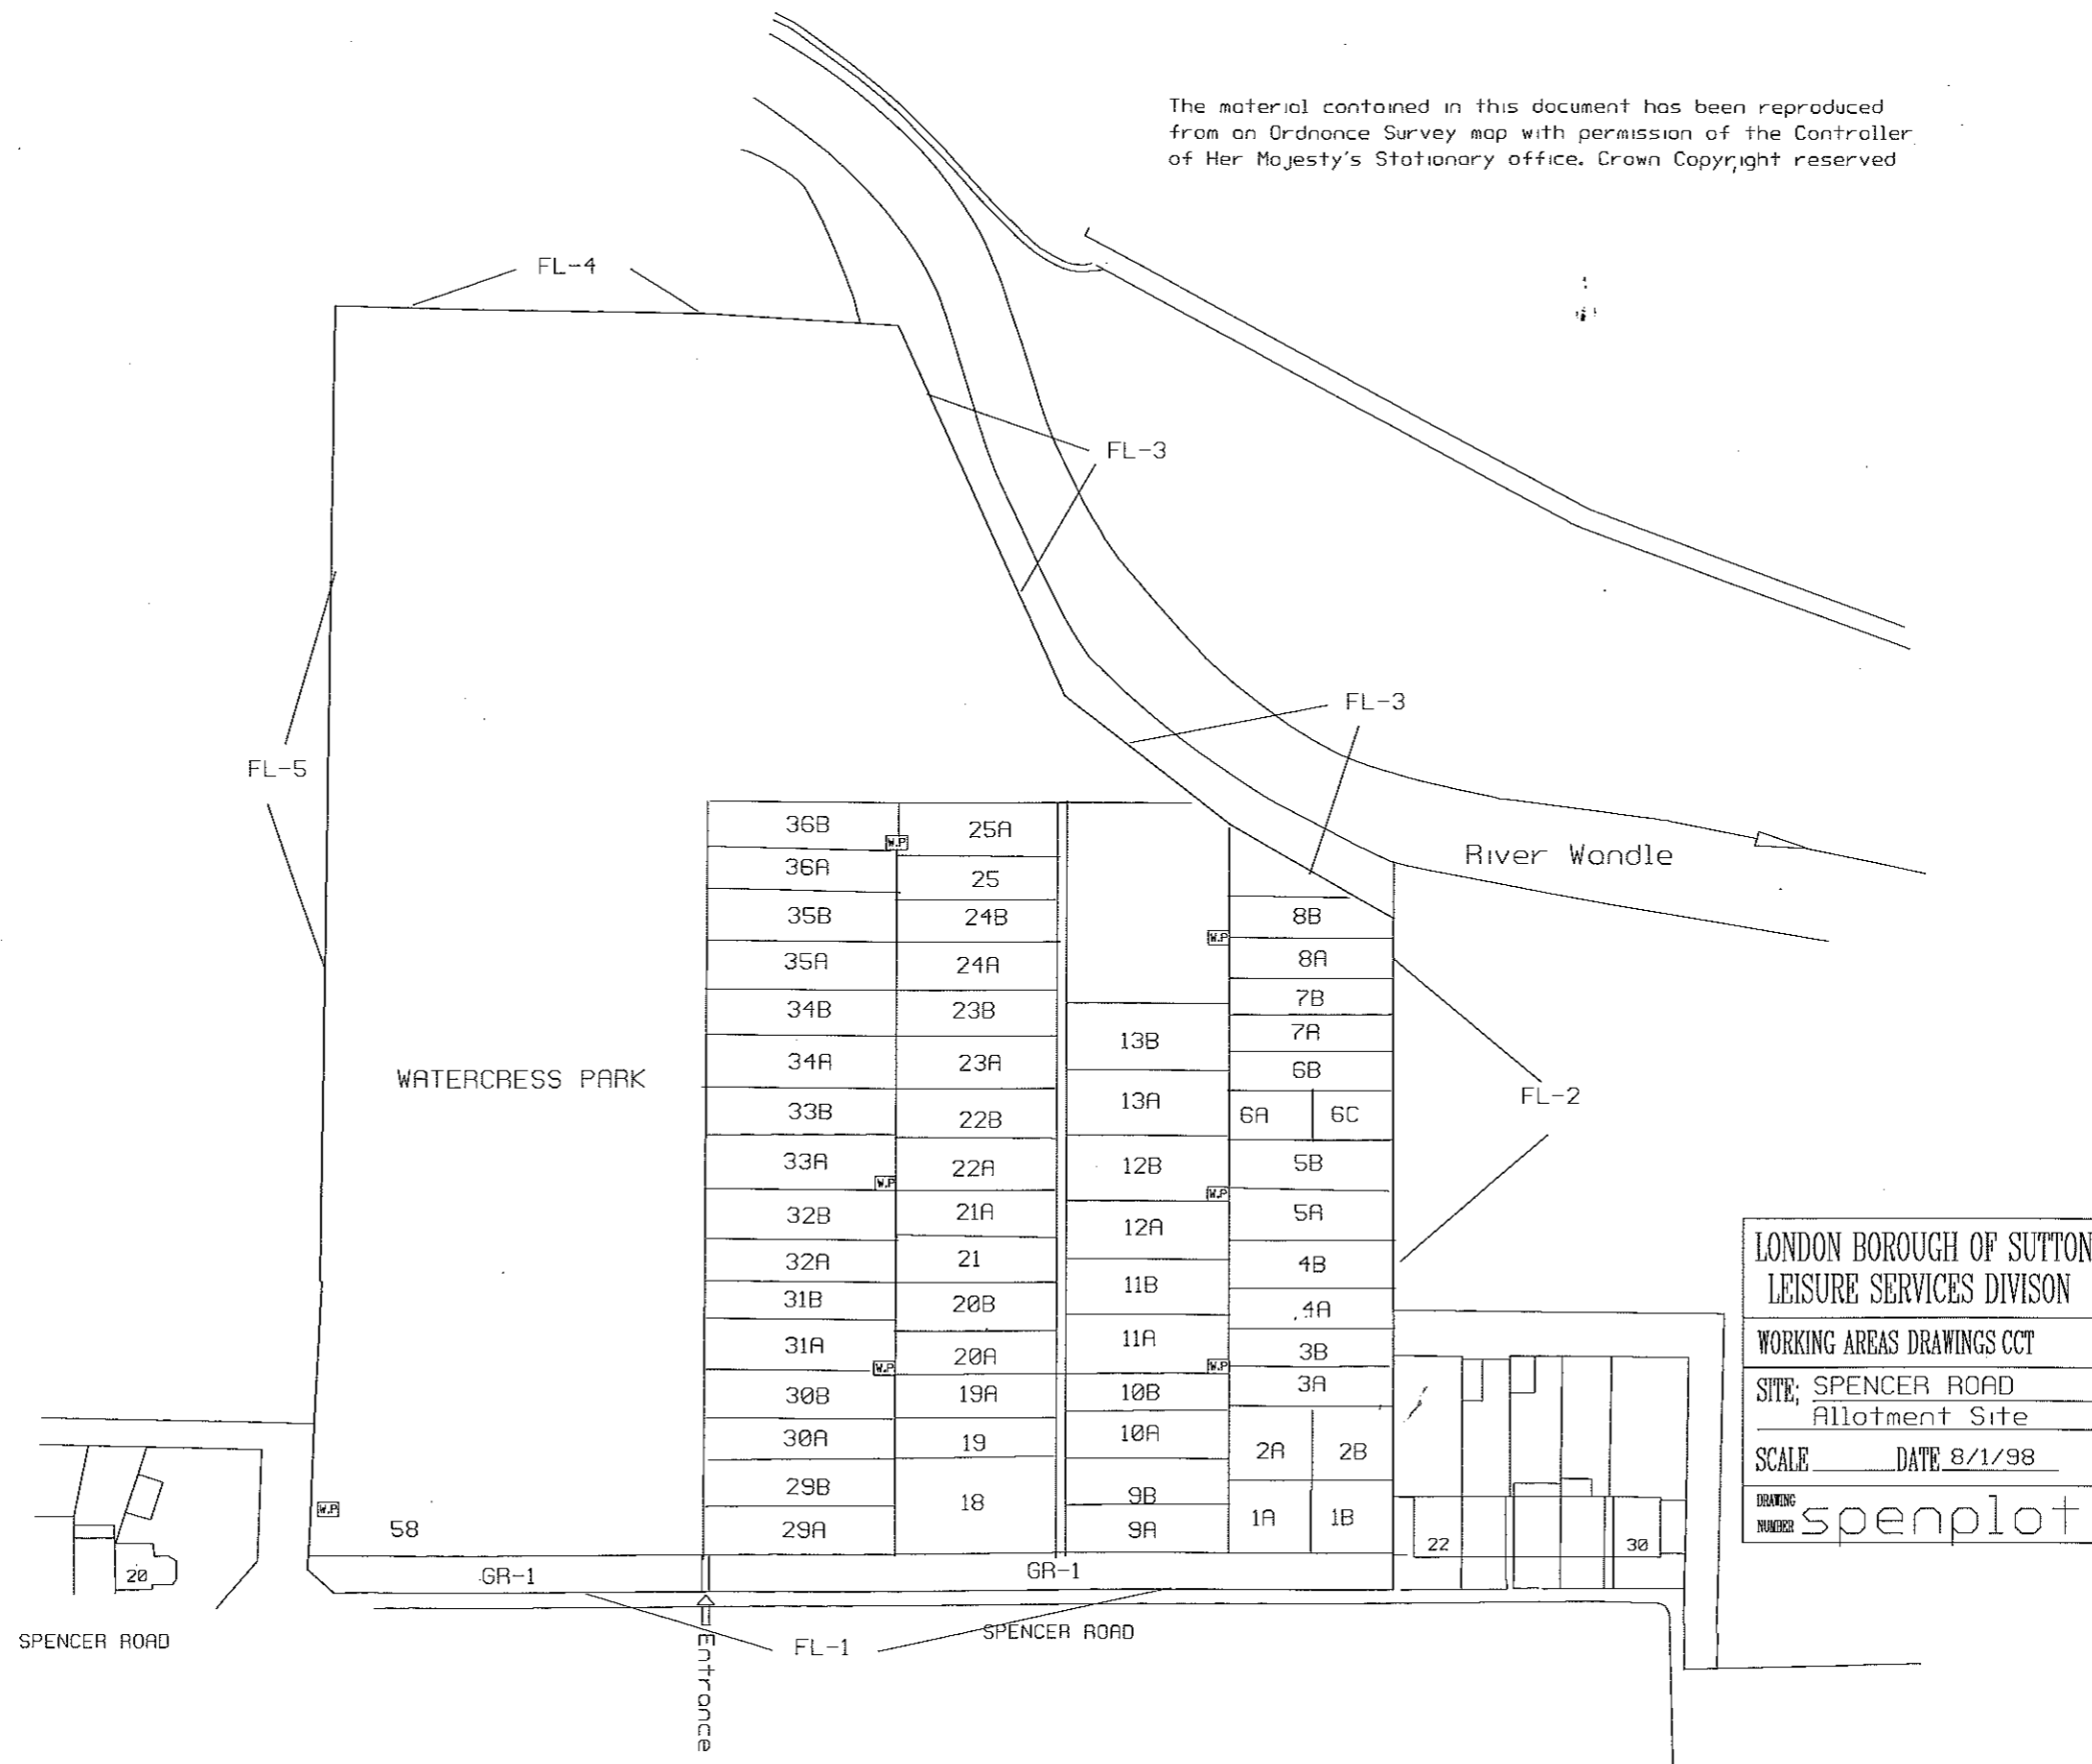 The material contained in this document has been reproduced
from an Ordnance Survey map with permission of the Controller
of Her Majesty's Stationary office. Crown Copyright reserved
FL-4
FL-3
FL-3
FL-5
River Wandle
36B
W.P
25A
36A
25
35B
24B
8B
W.P
35A
24A
8A
34B
23B
7B
13B
7A
34A
23A
6B
WATERCRESS PARK
FL-2
33B
22B
13A
6A
6C
33A
22A
12B
5B
W.P
W.P
32B
21A
12A
5A
32A
21
4B
31B
20B
11B
4A
31A
20A
11A
3B
W.P
W.P
30B
19A
10B
3A
30A
19
10A
2A
2B
29B
18
9B
1A
1B
29A
9A
W.P
58
22
30
20
GR-1
GR-1
SPENCER ROAD
SPENCER ROAD
FL-1
Entrance
LONDON BOROUGH OF SUTTON
LEISURE SERVICES DIVISON
WORKING AREAS DRAWINGS CCT
SITE; SPENCER ROAD
Allotment Site
SCALE DATE 8/1/98
DRAWING
NUMBER spenplot